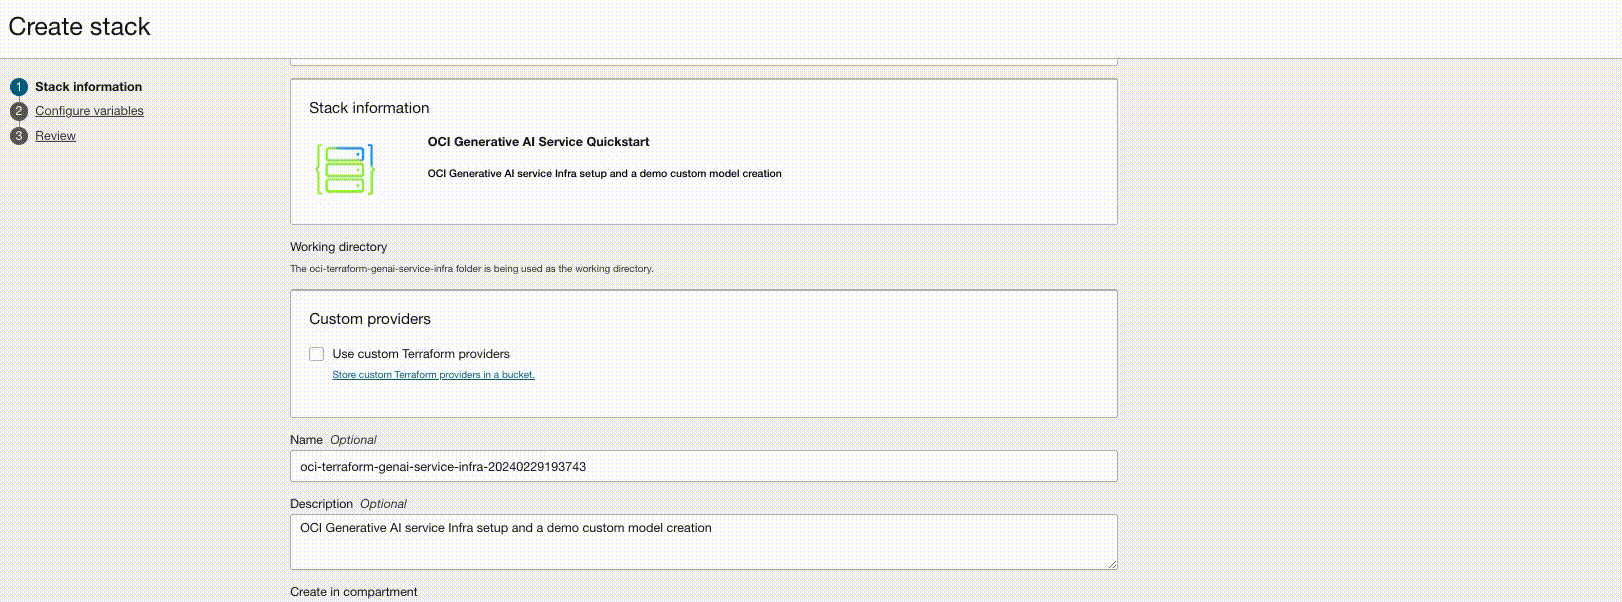 Create stack
1 Stack information
2 Configure variables
3 Review
Stack information
OCI Generative AI Service Quickstart
OCI Generative AI service Infra setup and a demo custom model creation
Working directory
The oci-terraform-genai-service-infra folder is being used as the working directory.
Custom providers
Use custom Terraform providers
Store custom Terraform providers in a bucket.
Name Optional
oci-terraform-genai-service-infra-20240229193743
Description Optional
OCI Generative AI service Infra setup and a demo custom model creation
Create in compartment